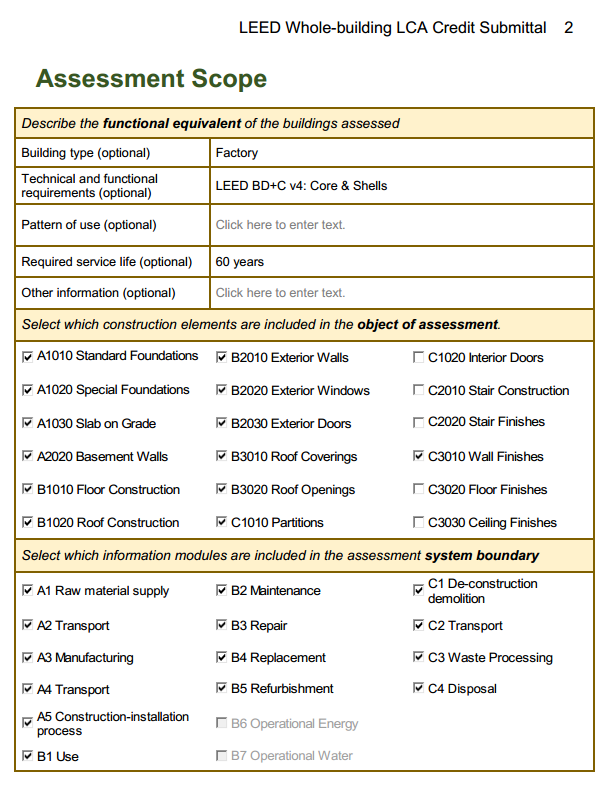 LEED Whole-building LCA Credit Submittal 2
Assessment Scope
Describe the functional equivalent of the buildings assessed
Building type (optional) Factory
Technical and functional
requirements (optional) LEED BD+C v4: Core & Shells
Pattern of use (optional) Click here to enter text.
Required service life (optional) 60 years
Other information (optional) Click here to enter text.
Select which construction elements are included in the object of assessment.
A1010 Standard Foundations B2010 Exterior Walls C1020 Interior Doors
A1020 Special Foundations B2020 Exterior Windows C2010 Stair Construction
A1030 Slab on Grade B2030 Exterior Doors C2020 Stair Finishes
A2020 Basement Walls B3010 Roof Coverings C3010 Wall Finishes
B1010 Floor Construction B3020 Roof Openings C3020 Floor Finishes
B1020 Roof Construction C1010 Partitions C3030 Ceiling Finishes
Select which information modules are included in the assessment system boundary
A1 Raw material supply B2 Maintenance C1 De-construction
demolition
A2 Transport B3 Repair C2 Transport
A3 Manufacturing B4 Replacement C3 Waste Processing
A4 Transport B5 Refurbishment C4 Disposal
A5 Construction-installation
process B6 Operational Energy
B1 Use B7 Operational Water